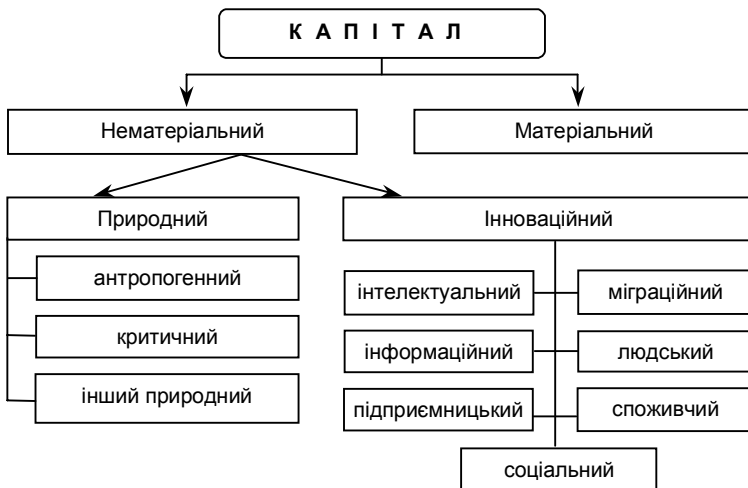 К А П І Т А Л
Нематеріальний
Матеріальний
Природний
Інноваційний
антропогенний
критичний
інший природний
інтелектуальний
міграційний
інформаційний
людський
підприємницький
споживчий
соціальний